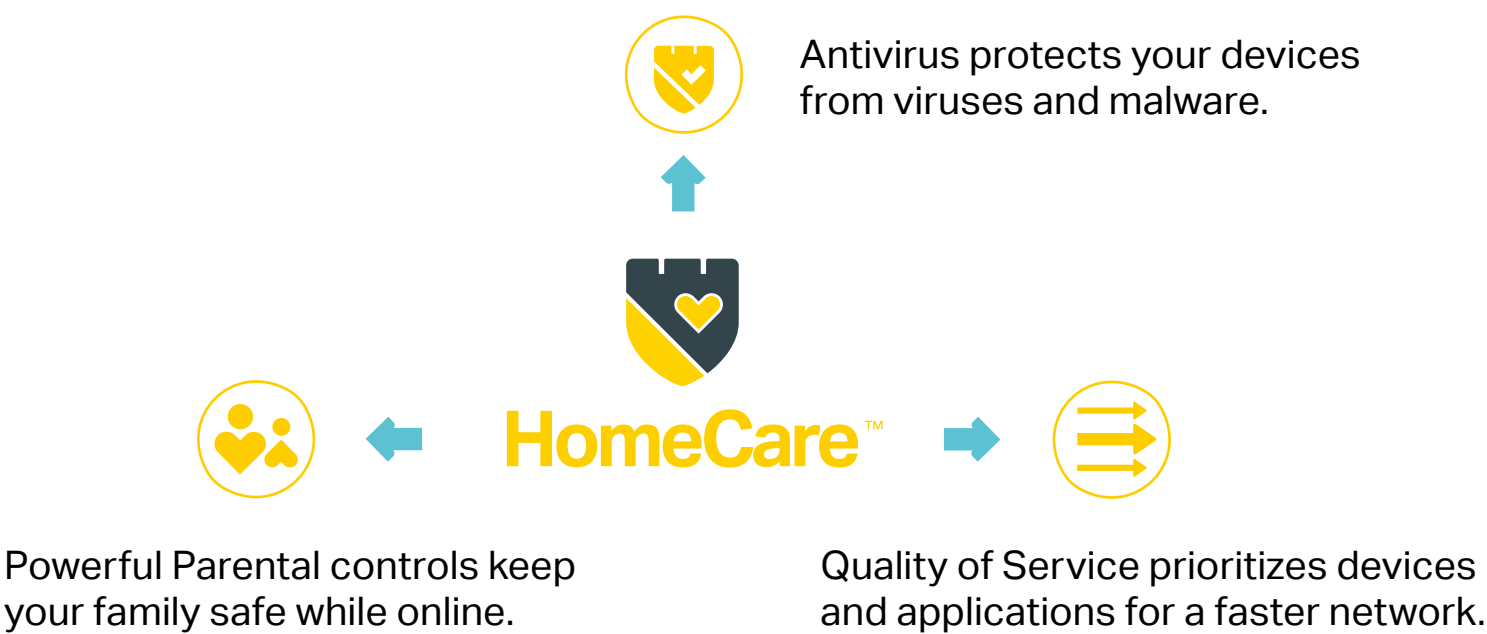 Antivirus protects your devices
from viruses and malware.
HomeCare™
Powerful Parental controls keep
your family safe while online.
Quality of Service prioritizes devices
and applications for a faster network.